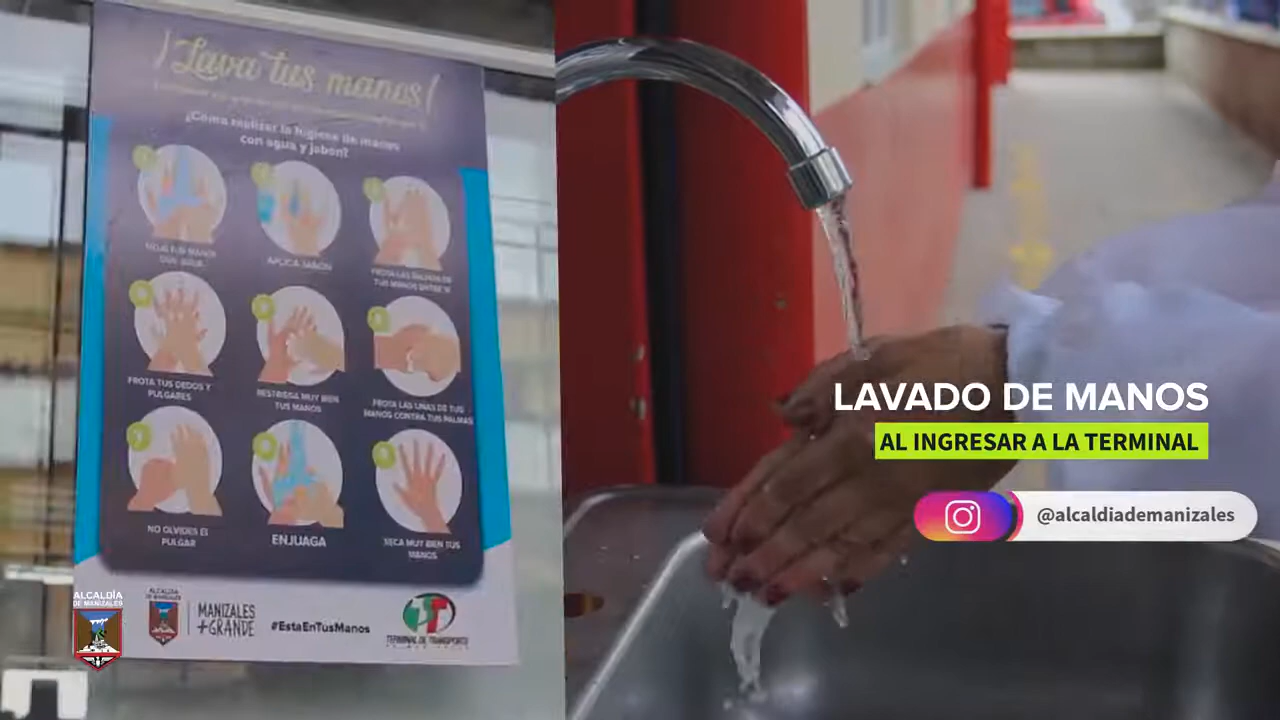 ¡Lava tus manos!
¿Cómo realizar la higiene de manos
con agua y jabón?
MOJA TUS MANOS
CON AGUA
APLICA JABÓN
FROTA LAS PALMAS DE
TUS MANOS ENTRE SÍ
FROTA TUS DEDOS Y
PULGARES
RESTRIEGA MUY BIEN
TUS MANOS
FROTA LAS UÑAS DE TUS
MANOS CONTRA TUS PALMAS
NO OLVIDES EL
PULGAR
ENJUAGA
SECA MUY BIEN TUS
MANOS
ALCALDÍA
DE MANIZALES
ALCALDÍA
DE MANIZALES
MANIZALES
+GRANDE
#EstaEnTusManos
TERMINAL DE TRANSPORTE
LAVADO DE MANOS
AL INGRESAR A LA TERMINAL
@alcaldiademanizales